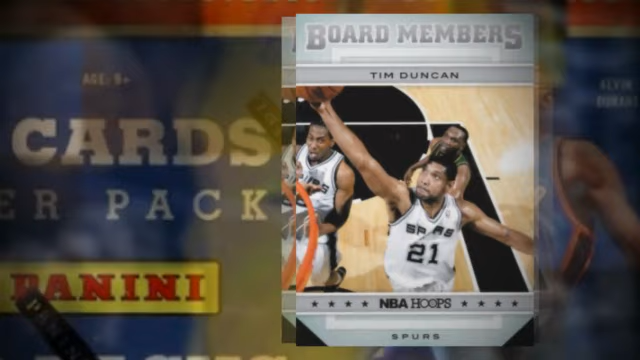 BOARD MEMBERS
TIM DUNCAN
AGE: 9+
CARDS
ER PACK
PANINI
SPURS
21
NBA HOOPS
SPURS